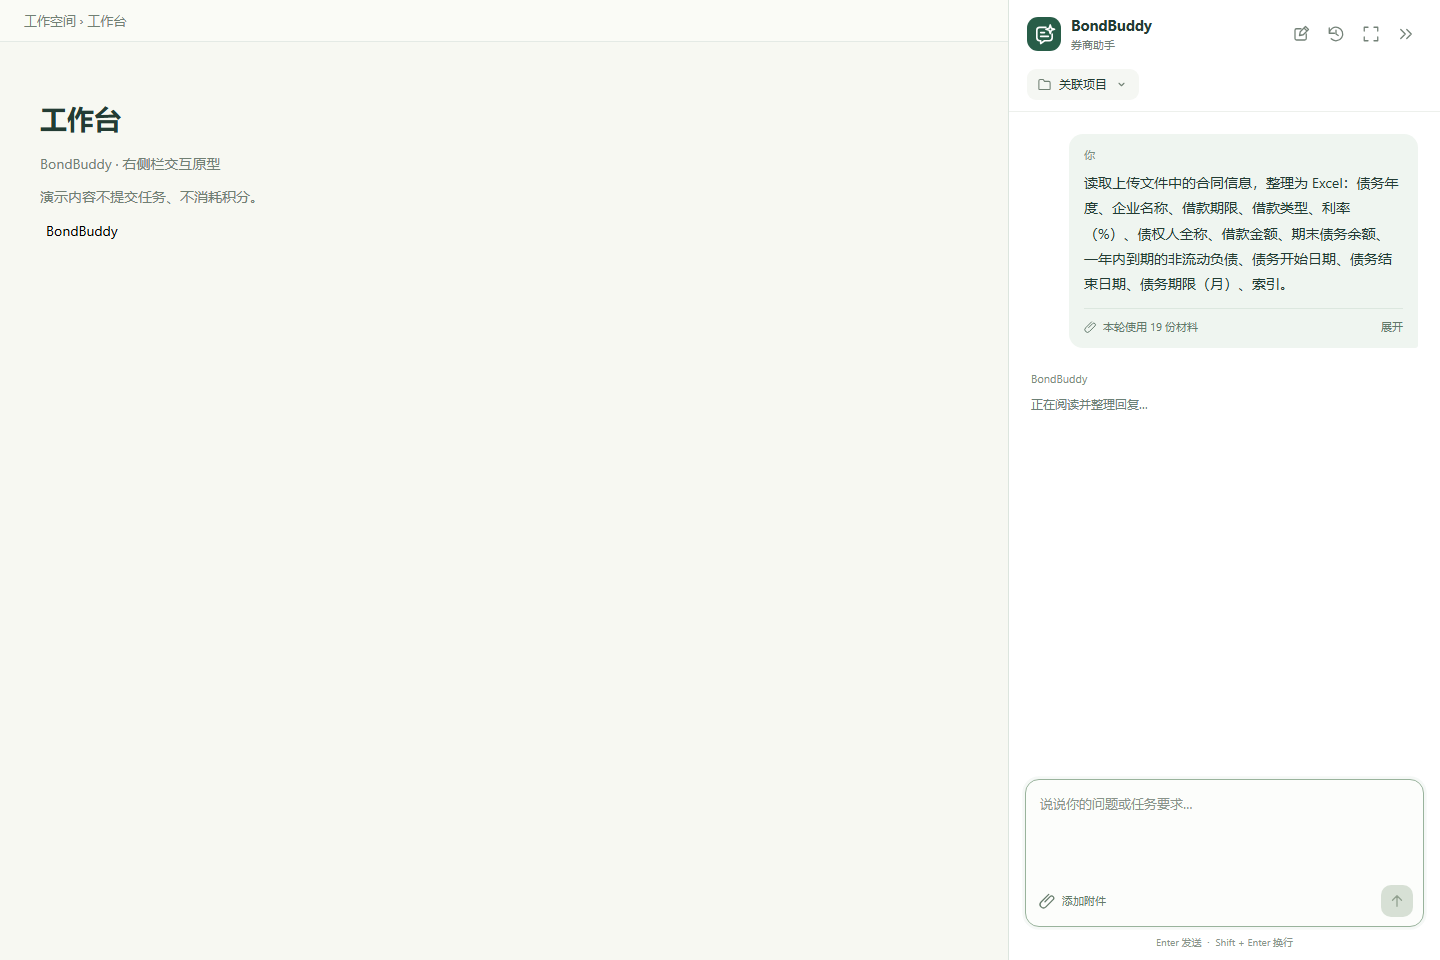 工作空间 › 工作台
工作台
BondBuddy · 右侧栏交互原型
演示内容不提交任务、不消耗积分。
BondBuddy
BondBuddy
券商助手
关联项目
你
读取上传文件中的合同信息，整理为 Excel：债务年
度、企业名称、借款期限、借款类型、利率
（%）、债权人全称、借款金额、期末债务余额、
一年内到期的非流动负债、债务开始日期、债务结
束日期、债务期限（月）、索引。
本轮使用 19 份材料
展开
BondBuddy
正在阅读并整理回复...
说说你的问题或任务要求...
添加附件
Enter 发送 · Shift + Enter 换行